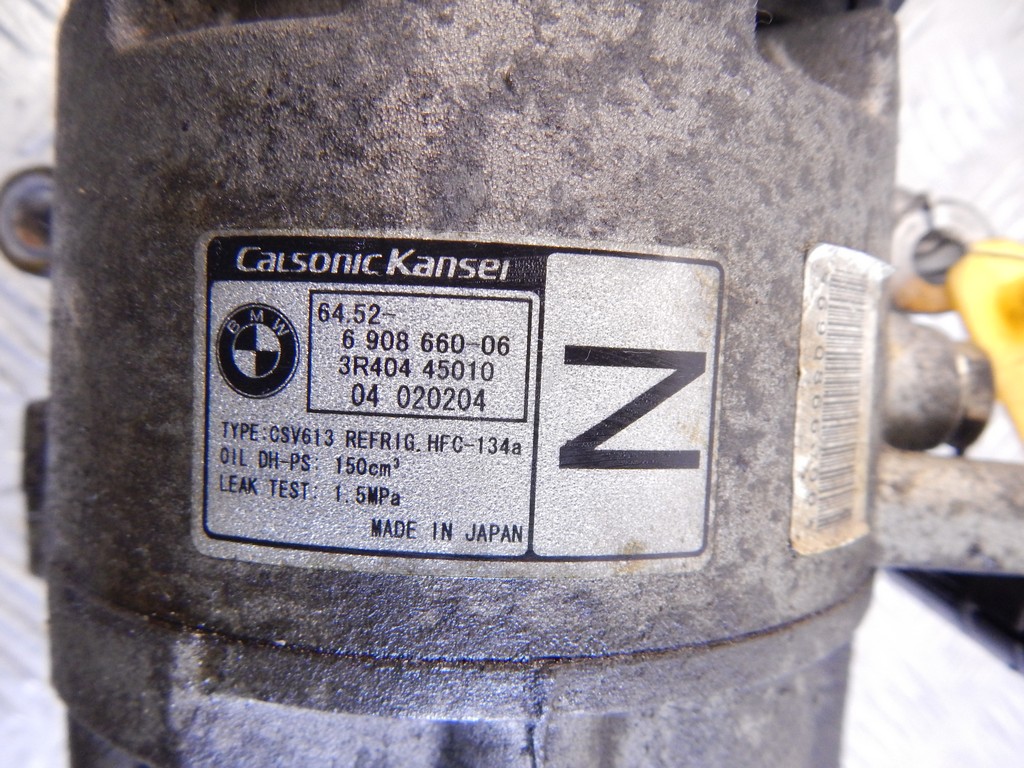 Calsonic Kansei
BMW
64.52-
6 908 660-06
3R404 45010
04 020204
TYPE:CSV613 REFRIG. HFC-134a
OIL DH-PS: 150cm³
LEAK TEST: 1.5MPa
MADE IN JAPAN
N